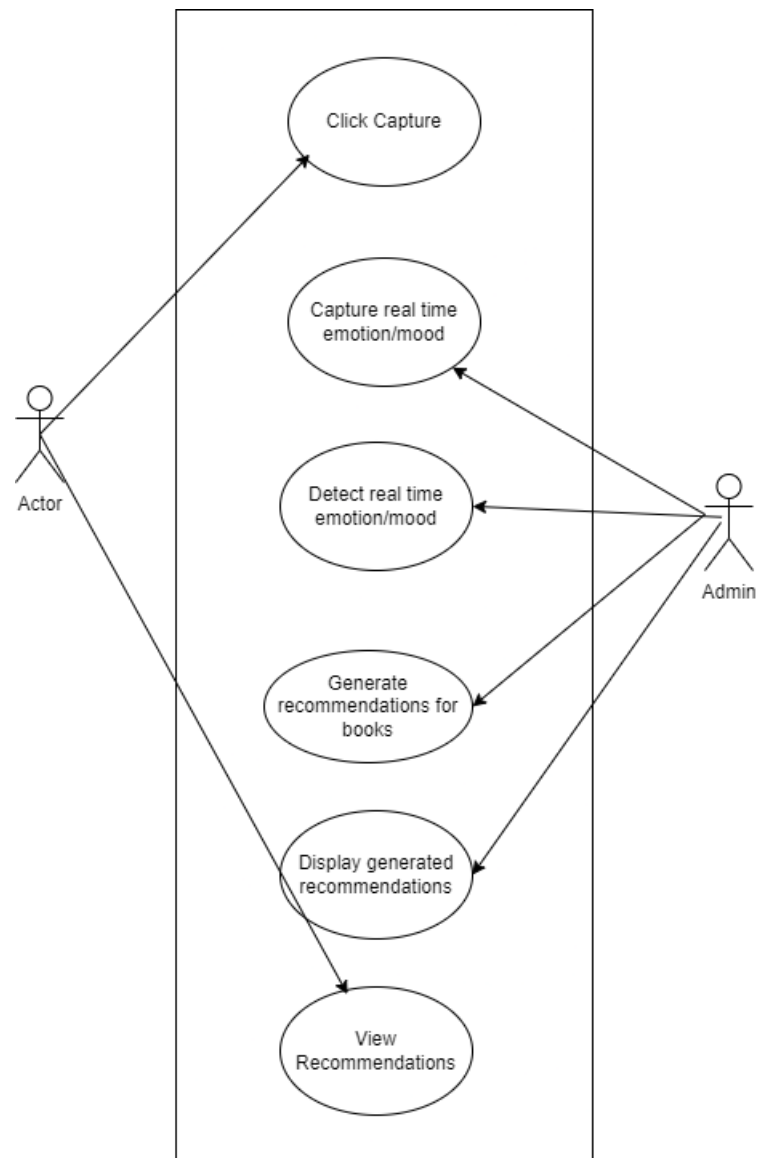 Click Capture
Capture real time
emotion/mood
Actor
Detect real time
emotion/mood
Admin
Generate
recommendations for
books
Display generated
recommendations
View
Recommendations